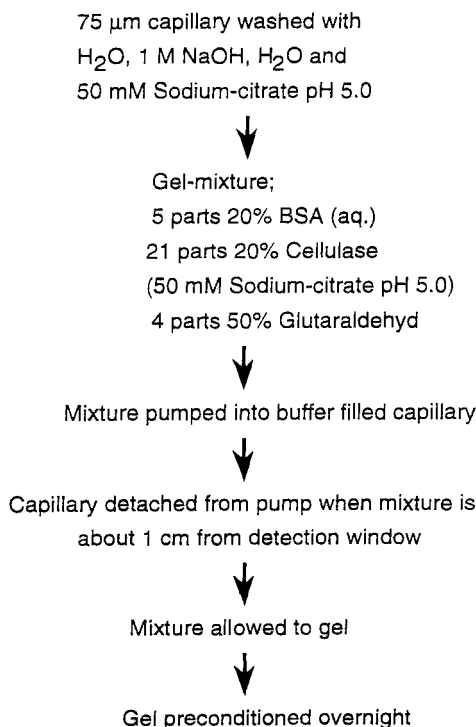 75 µm capillary washed with
H₂O, 1 M NaOH, H₂O and
50 mM Sodium-citrate pH 5.0
Gel-mixture;
5 parts 20% BSA (aq.)
21 parts 20% Cellulase
(50 mM Sodium-citrate pH 5.0)
4 parts 50% Glutaraldehyd
Mixture pumped into buffer filled capillary
Capillary detached from pump when mixture is
about 1 cm from detection window
Mixture allowed to gel
Gel preconditioned overnight